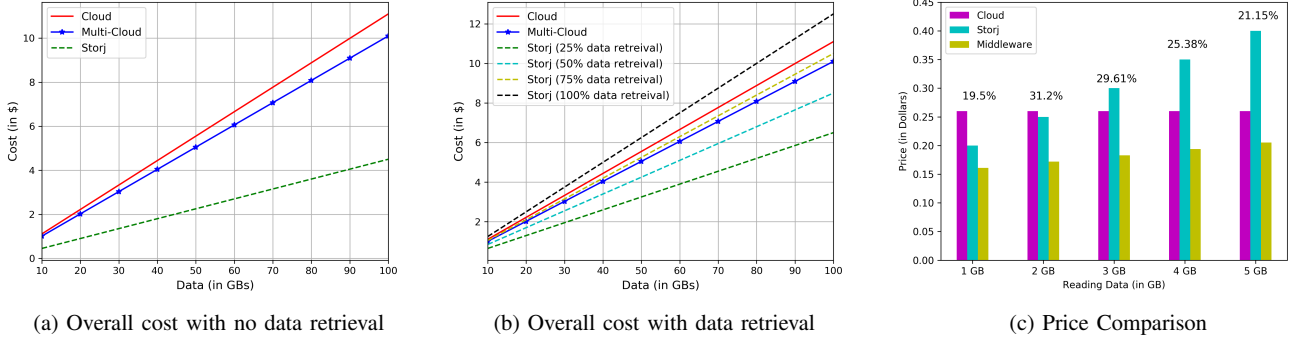 Cloud
Multi-Cloud
Storj
10
8
6
4
2
0
Cost (in $)
10 20 30 40 50 60 70 80 90 100
Data (in GBs)
(a) Overall cost with no data retrieval
Cloud
Multi-Cloud
Storj (25% data retreival)
Storj (50% data retreival)
Storj (75% data retreival)
Storj (100% data retreival)
12
10
8
6
4
2
Cost (in $)
10 20 30 40 50 60 70 80 90 100
Data (in GBs)
(b) Overall cost with data retrieval
Cloud
Storj
Middleware
0.45
0.40
0.35
0.30
0.25
0.20
0.15
0.10
0.05
0.00
Price (in Dollars)
19.5%
31.2%
29.61%
25.38%
21.15%
1 GB 2 GB 3 GB 4 GB 5 GB
Reading Data (in GB)
(c) Price Comparison